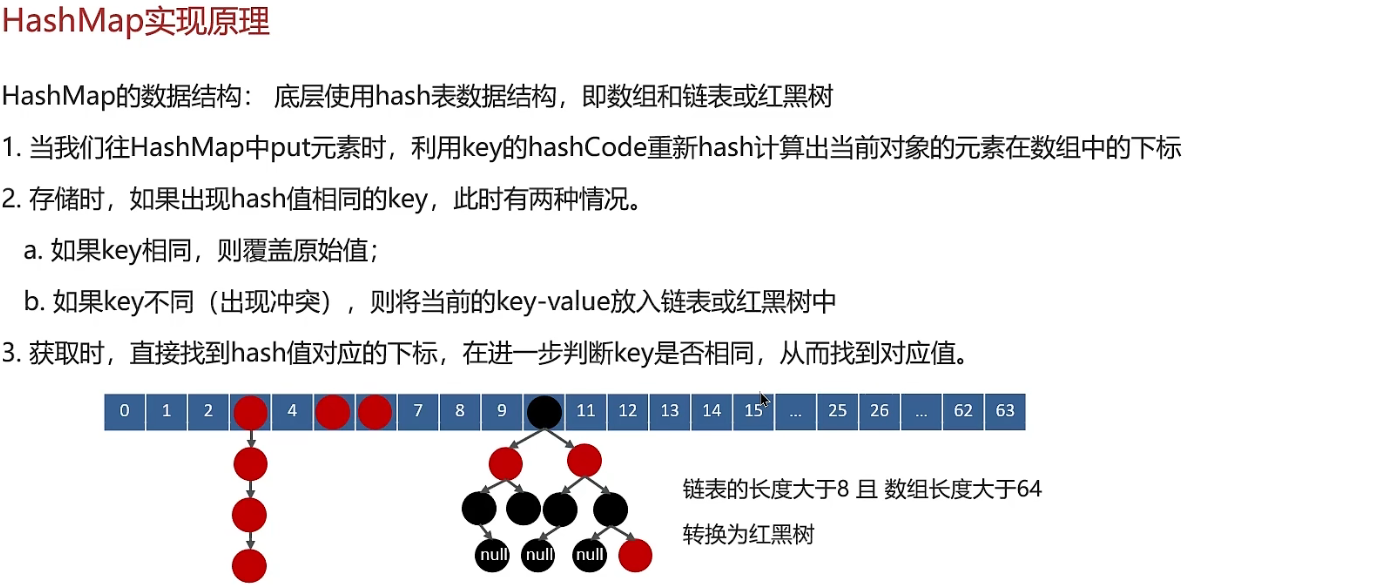 HashMap实现原理
HashMap的数据结构： 底层使用hash表数据结构，即数组和链表或红黑树
1. 当我们往HashMap中put元素时，利用key的hashCode重新hash计算出当前对象的元素在数组中的下标
2. 存储时，如果出现hash值相同的key，此时有两种情况。
a. 如果key相同，则覆盖原始值；
b. 如果key不同（出现冲突），则将当前的key-value放入链表或红黑树中
3. 获取时，直接找到hash值对应的下标，在进一步判断key是否相同，从而找到对应值。
0 1 2 4 7 8 9 11 12 13 14 15 ... 25 26 ... 62 63
链表的长度大于8 且 数组长度大于64
转换为红黑树
null null null